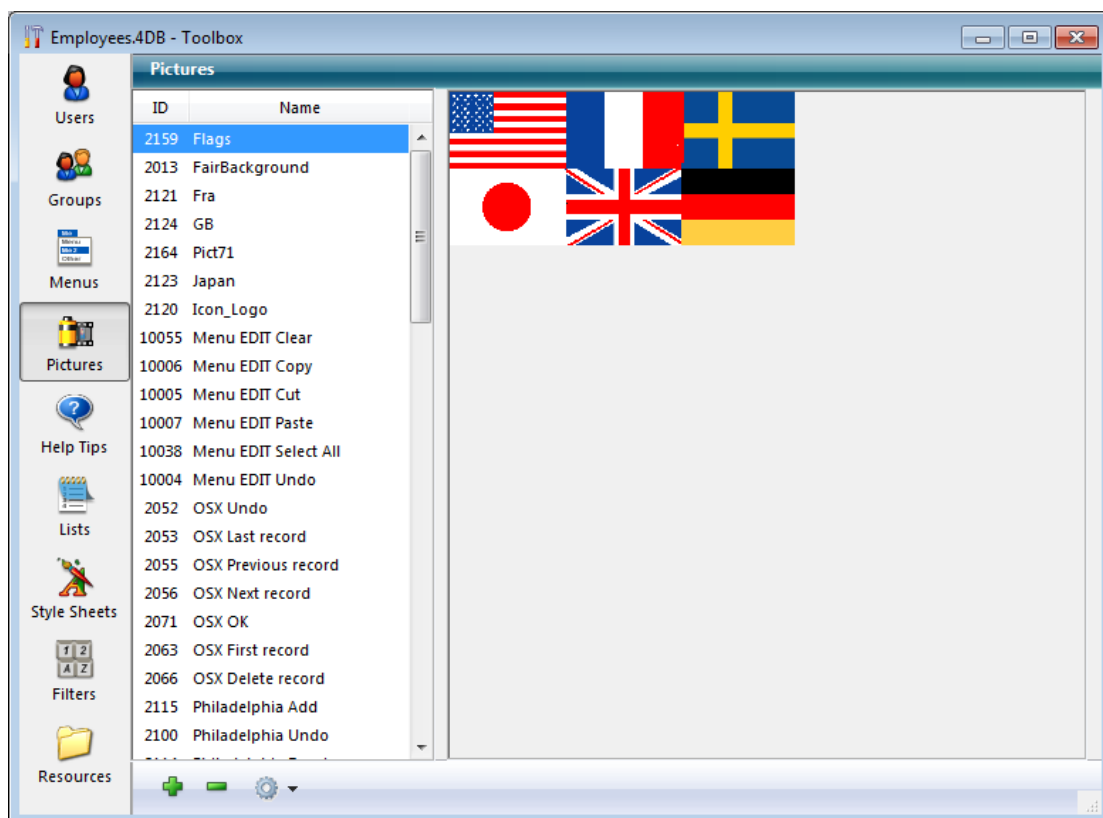 Employees.4DB - Toolbox
Users
Groups
Menus
Pictures
Help Tips
Lists
Style Sheets
Filters
Resources
Pictures
ID Name
2159 Flags
2013 FairBackground
2121 Fra
2124 GB
2164 Pict71
2123 Japan
2120 Icon_Logo
10055 Menu EDIT Clear
10006 Menu EDIT Copy
10005 Menu EDIT Cut
10007 Menu EDIT Paste
10038 Menu EDIT Select All
10004 Menu EDIT Undo
2052 OSX Undo
2053 OSX Last record
2055 OSX Previous record
2056 OSX Next record
2071 OSX OK
2063 OSX First record
2066 OSX Delete record
2115 Philadelphia Add
2100 Philadelphia Undo